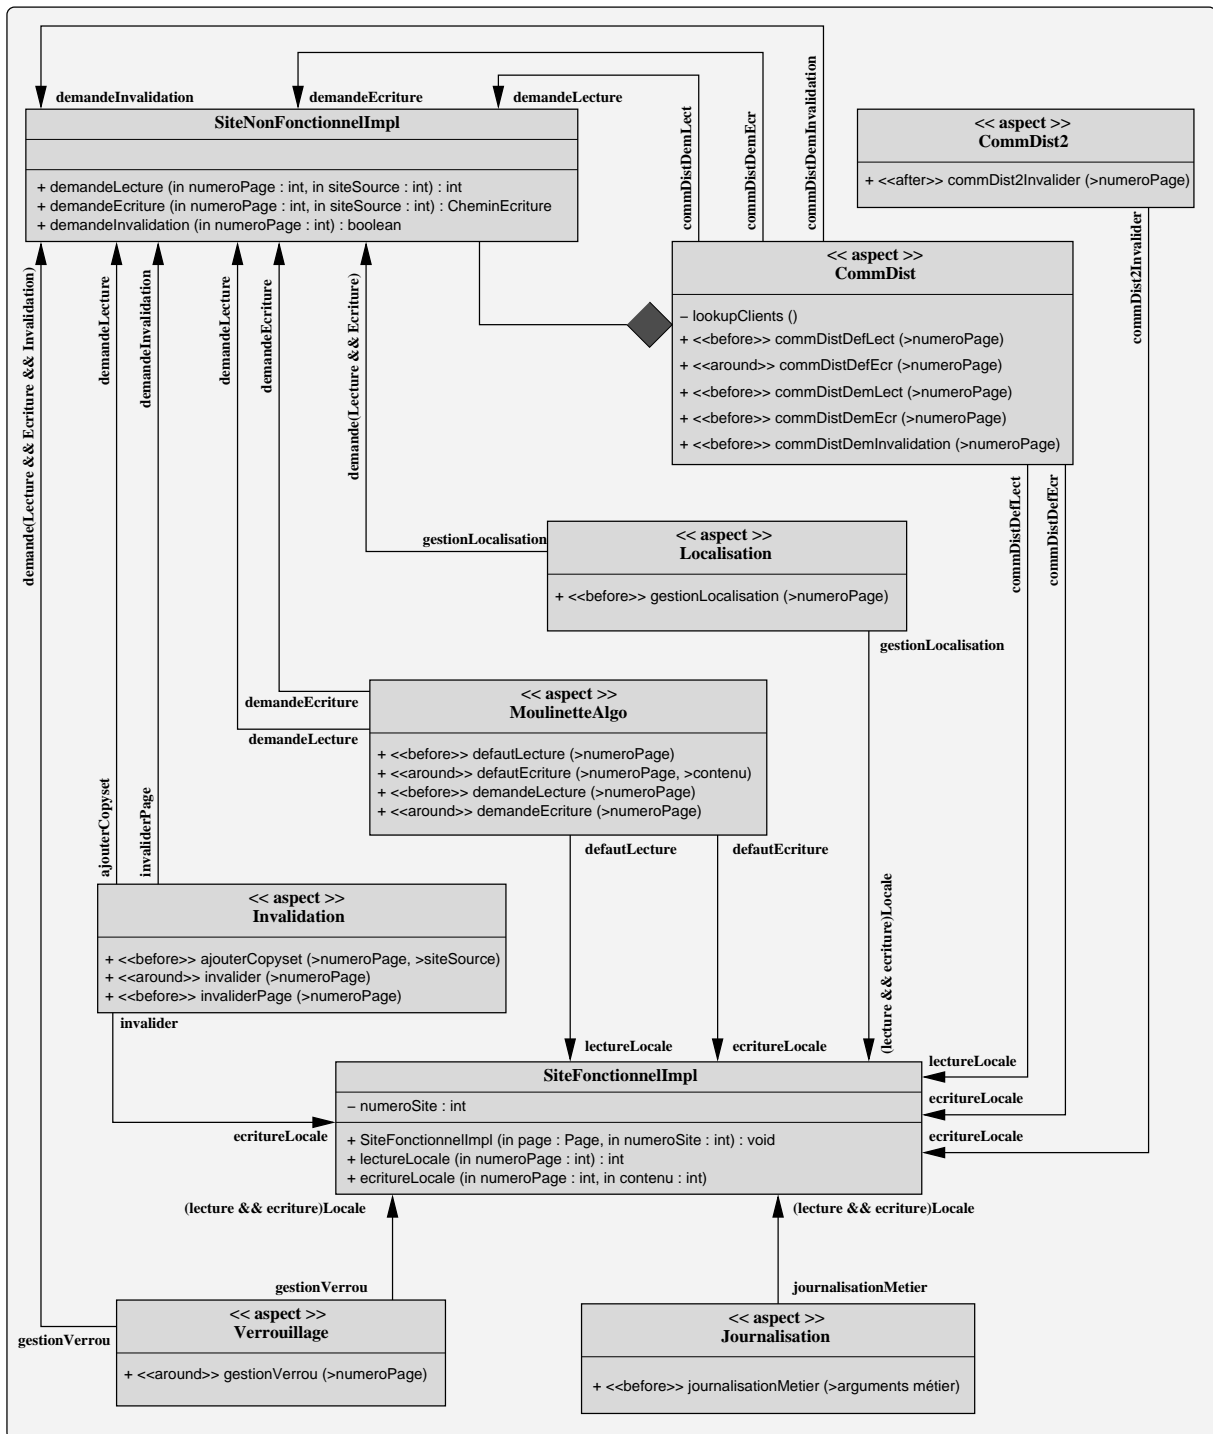 demandeInvalidation
demandeEcriture
demandeLecture
SiteNonFonctionnelImpl
+ demandeLecture (in numeroPage : int, in siteSource : int) : int
+ demandeEcriture (in numeroPage : int, in siteSource : int) : CheminEcriture
+ demandeInvalidation (in numeroPage : int) : boolean
commDistDemLect
commDistDemEcr
commDistDemInvalidation
<< aspect >>
CommDist2
+ <<after>> commDist2Invalider (>numeroPage)
commDist2Invalider
<< aspect >>
CommDist
– lookupClients ()
+ <<before>> commDistDefLect (>numeroPage)
+ <<around>> commDistDefEcr (>numeroPage)
+ <<before>> commDistDemLect (>numeroPage)
+ <<before>> commDistDemEcr (>numeroPage)
+ <<before>> commDistDemInvalidation (>numeroPage)
commDistDefLect
commDistDefEcr
demande(Lecture && Ecriture && Invalidation)
demandeLecture
demandeInvalidation
demandeLecture
demandeEcriture
demande(Lecture && Ecriture)
gestionLocalisation
<< aspect >>
Localisation
+ <<before>> gestionLocalisation (>numeroPage)
gestionLocalisation
demandeEcriture
demandeLecture
<< aspect >>
MoulinetteAlgo
+ <<before>> defautLecture (>numeroPage)
+ <<around>> defautEcriture (>numeroPage, >contenu)
+ <<before>> demandeLecture (>numeroPage)
+ <<around>> demandeEcriture (>numeroPage)
defautLecture
defautEcriture
ajouterCopyset
invaliderPage
<< aspect >>
Invalidation
+ <<before>> ajouterCopyset (>numeroPage, >siteSource)
+ <<around>> invalider (>numeroPage)
+ <<before>> invaliderPage (>numeroPage)
invalider
(lecture && ecriture)Locale
lectureLocale
ecritureLocale
lectureLocale
ecritureLocale
ecritureLocale
ecritureLocale
SiteFonctionnelImpl
– numeroSite : int
+ SiteFonctionnelImpl (in page : Page, in numeroSite : int) : void
+ lectureLocale (in numeroPage : int) : int
+ ecritureLocale (in numeroPage : int, in contenu : int)
(lecture && ecriture)Locale
(lecture && ecriture)Locale
gestionVerrou
journalisationMetier
gestionVerrou
<< aspect >>
Verrouillage
+ <<around>> gestionVerrou (>numeroPage)
<< aspect >>
Journalisation
+ <<before>> journalisationMetier (>arguments métier)